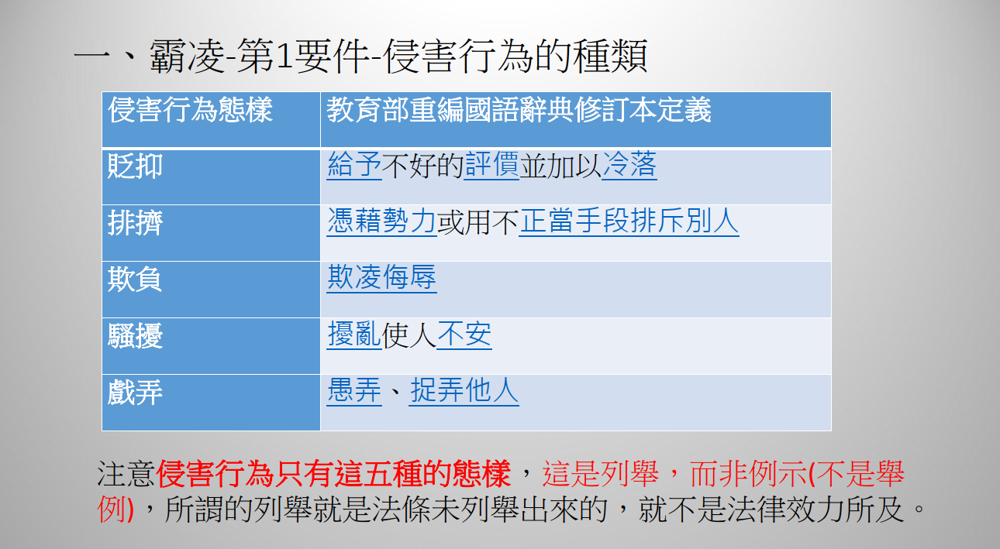 一、霸凌-第1要件-侵害行為的種類
侵害行為態樣 教育部重編國語辭典修訂本定義
貶抑 給予不好的評價並加以冷落
排擠 憑藉勢力或用不正當手段排斥別人
欺負 欺凌侮辱
騷擾 擾亂使人不安
戲弄 愚弄、捉弄他人
注意侵害行為只有這五種的態樣，這是列舉，而非例示(不是舉
例)，所謂的列舉就是法條未列舉出來的，就不是法律效力所及。